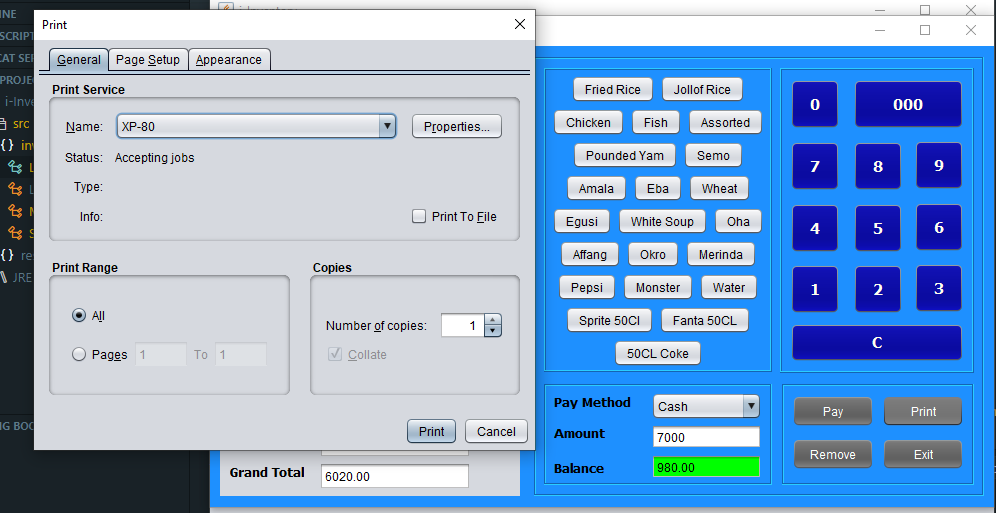 INE
SCRIPT
CAT SER
PROJEC
i-Inve
src
inv
L
L
N
S
re
JRE
NG BOO
Print
General Page Setup Appearance
Print Service
Name: XP-80 Properties...
Status: Accepting jobs
Type:
Info: Print To File
Print Range Copies
All
Number of copies: 1
Pages 1 To 1
Collate
Print Cancel
Grand Total 6020.00
Fried Rice Jollof Rice
Chicken Fish Assorted
Pounded Yam Semo
Amala Eba Wheat
Egusi White Soup Oha
Affang Okro Merinda
Pepsi Monster Water
Sprite 50Cl Fanta 50CL
50CL Coke
0 000
7 8 9
4 5 6
1 2 3
C
Pay Method Cash
Amount 7000
Balance 980.00
Pay Print
Remove Exit